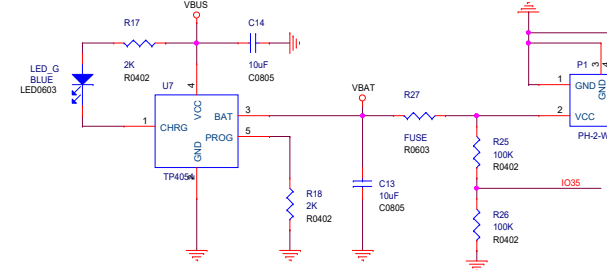 VBUS
R17
2K
R0402
C14
10uF
C0805
LED_G
BLUE
LED0603
U7
4
VCC
1
CHRG
BAT
3
PROG
5
GND
TP4054
R18
2K
R0402
VBAT
C13
10uF
C0805
R27
FUSE
R0603
R25
100K
R0402
IO35
R26
100K
R0402
P1
3
4
1
GND
GND
2
VCC
PH-2-W